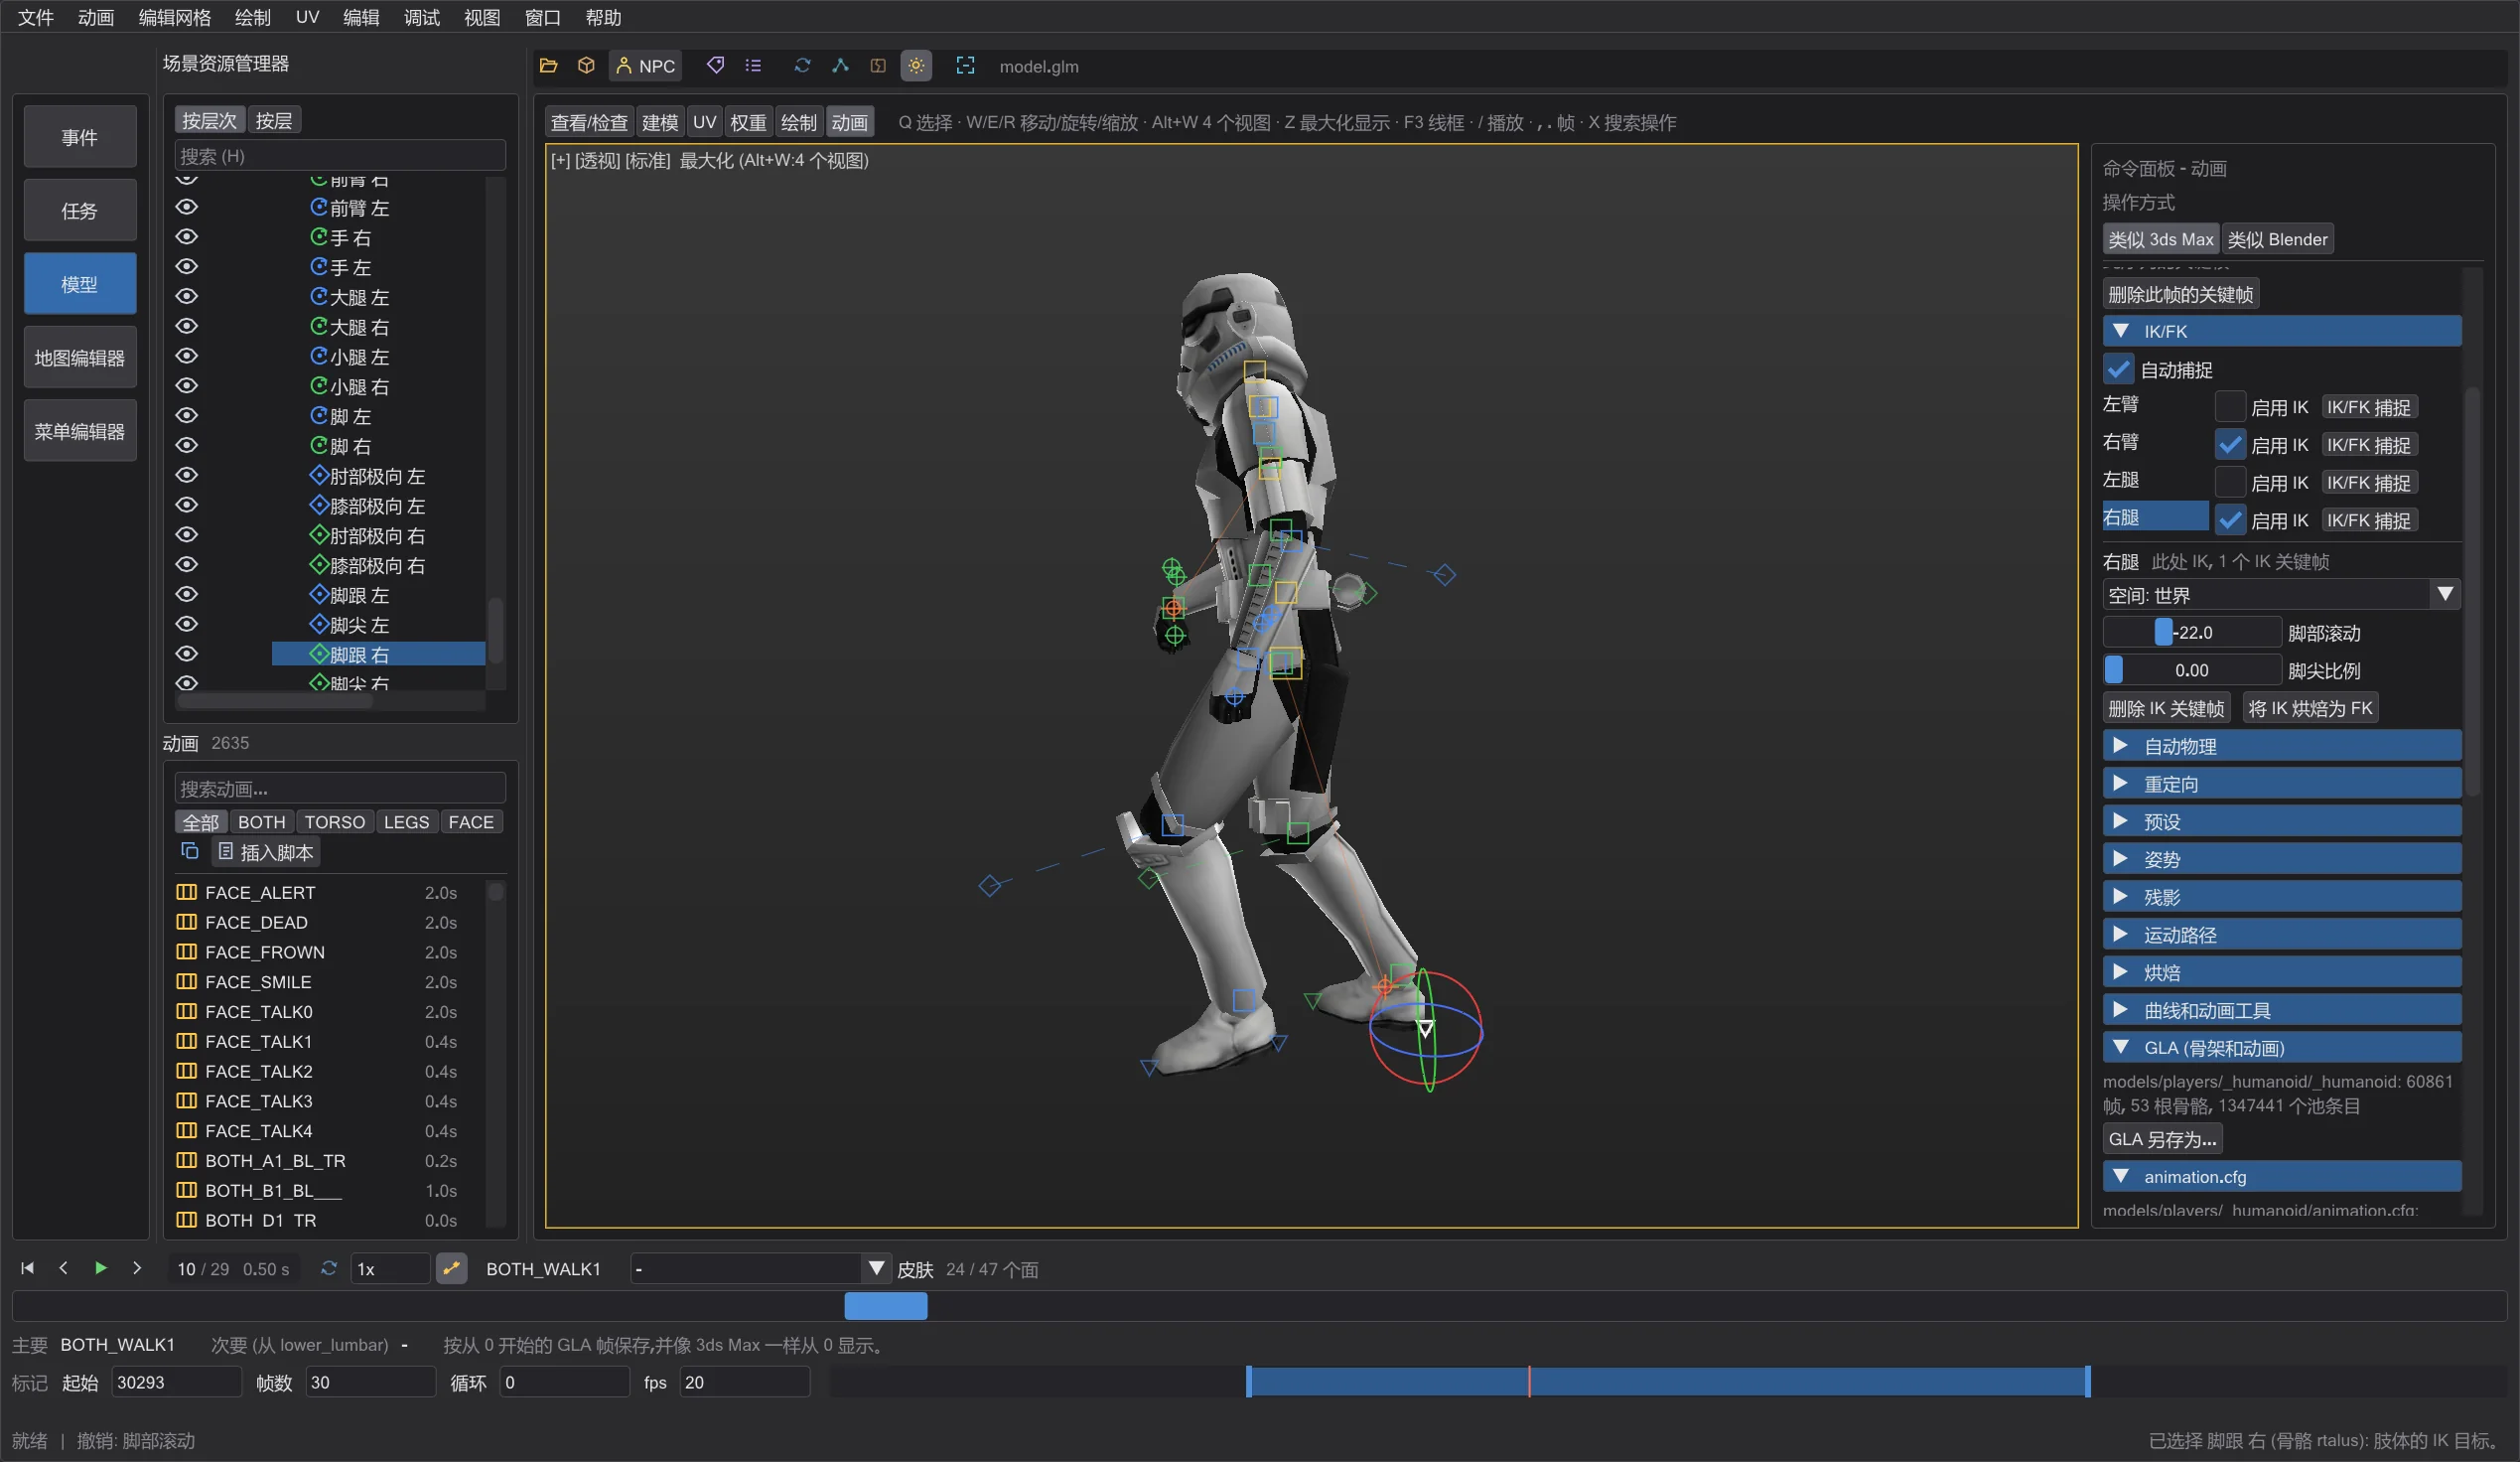 文件 动画 编辑网格 绘制 UV 编辑 调试 视图 窗口 帮助
场景资源管理器
NPC model.glm
事件
任务
模型
地图编辑器
菜单编辑器
按层次 按层
搜索 (H)
前臂 右
前臂 左
手 右
手 左
大腿 左
大腿 右
小腿 左
小腿 右
脚 左
脚 右
肘部极向 左
膝部极向 左
肘部极向 右
膝部极向 右
脚跟 左
脚尖 左
脚跟 右
脚尖 右
动画 2635
搜索动画...
全部 BOTH TORSO LEGS FACE
插入脚本
FACE_ALERT 2.0s
FACE_DEAD 2.0s
FACE_FROWN 2.0s
FACE_SMILE 2.0s
FACE_TALK0 2.0s
FACE_TALK1 0.4s
FACE_TALK2 0.4s
FACE_TALK3 0.4s
FACE_TALK4 0.4s
BOTH_A1_BL_TR 0.2s
BOTH_B1_BL___ 1.0s
BOTH_D1_TR 0.0s
查看/检查 建模 UV 权重 绘制 动画 Q 选择 · W/E/R 移动/旋转/缩放 · Alt+W 4 个视图 · Z 最大化显示 · F3 线框 · / 播放 · ,. 帧 · X 搜索操作
[+] [透视] [标准] 最大化 (Alt+W:4 个视图)
命令面板 - 动画
操作方式
类似 3ds Max 类似 Blender
删除此帧的关键帧
IK/FK
自动捕捉
左臂 启用 IK IK/FK 捕捉
右臂 启用 IK IK/FK 捕捉
左腿 启用 IK IK/FK 捕捉
右腿 启用 IK IK/FK 捕捉
右腿 此处 IK, 1 个 IK 关键帧
空间: 世界
-22.0 脚部滚动
0.00 脚尖比例
删除 IK 关键帧 将 IK 烘焙为 FK
自动物理
重定向
预设
姿势
残影
运动路径
烘焙
曲线和动画工具
GLA (骨架和动画)
models/players/_humanoid/_humanoid: 60861
帧, 53 根骨骼, 1347441 个池条目
GLA 另存为...
animation.cfg
models/players/_humanoid/animation.cfg:
10 / 29 0.50 s 1x BOTH_WALK1 - 皮肤 24 / 47 个面
主要 BOTH_WALK1 次要 (从 lower_lumbar) - 按从 0 开始的 GLA 帧保存,并像 3ds Max 一样从 0 显示。
标记 起始 30293 帧数 30 循环 0 fps 20
就绪 | 撤销: 脚部滚动
已选择 脚跟 右 (骨骼 rtalus): 肢体的 IK 目标。